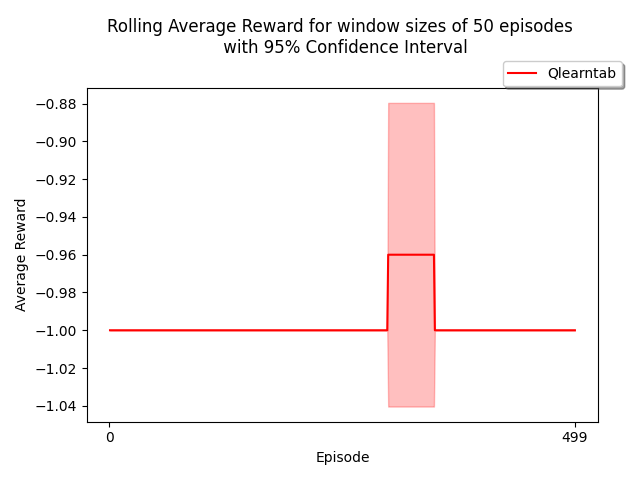 Rolling Average Reward for window sizes of 50 episodes
with 95% Confidence Interval
Qlearntab
−0.88
−0.90
−0.92
−0.94
−0.96
−0.98
−1.00
−1.02
−1.04
Average Reward
0
499
Episode